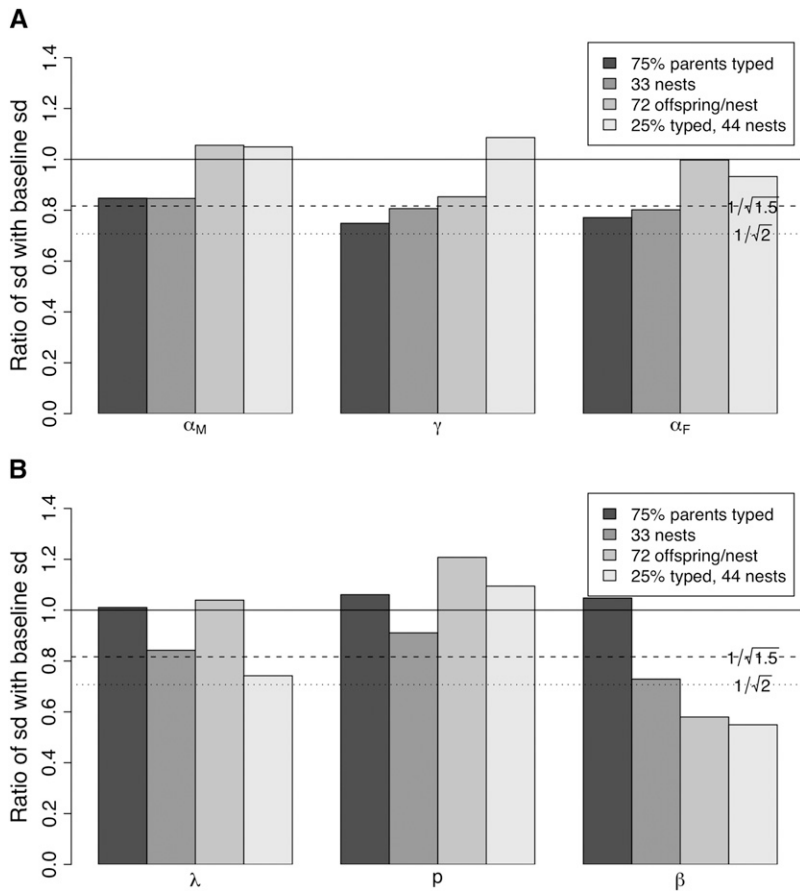 A
Ratio of sd with baseline sd
1.4
1.2
1.0
0.8
0.6
0.4
0.2
0.0
75% parents typed
33 nests
72 offspring/nest
25% typed, 44 nests
1/√1.5
1/√2
αM
γ
αF
B
Ratio of sd with baseline sd
1.4
1.2
1.0
0.8
0.6
0.4
0.2
0.0
75% parents typed
33 nests
72 offspring/nest
25% typed, 44 nests
1/√1.5
1/√2
λ
p
β